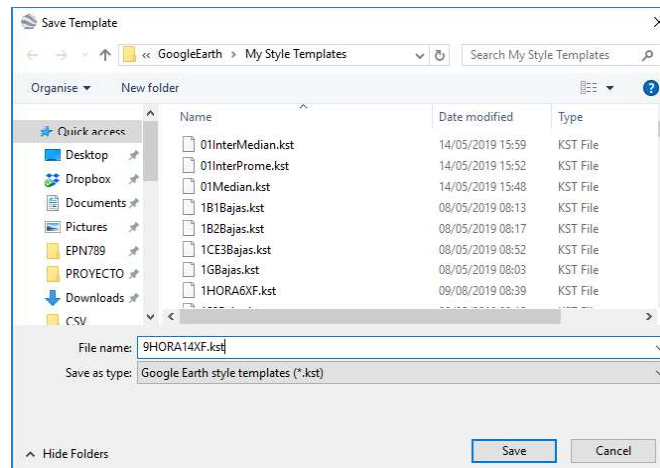 Save Template
« GoogleEarth > My Style Templates
Search My Style Templates
Organise
New folder
Name Date modified Type
Quick access
Desktop
Dropbox
Documents
Pictures
EPN789
PROYECTO
Downloads
CSV
01InterMedian.kst 14/05/2019 15:59 KST File
01InterProme.kst 14/05/2019 15:52 KST File
01Median.kst 14/05/2019 15:48 KST File
1B1Bajas.kst 08/05/2019 08:13 KST File
1B2Bajas.kst 08/05/2019 08:17 KST File
1CE3Bajas.kst 08/05/2019 08:52 KST File
1GBajas.kst 08/05/2019 08:03 KST File
1HORA6XF.kst 09/08/2019 08:39 KST File
File name: 9HORA14XF.kst
Save as type: Google Earth style templates (*.kst)
Hide Folders
Save
Cancel